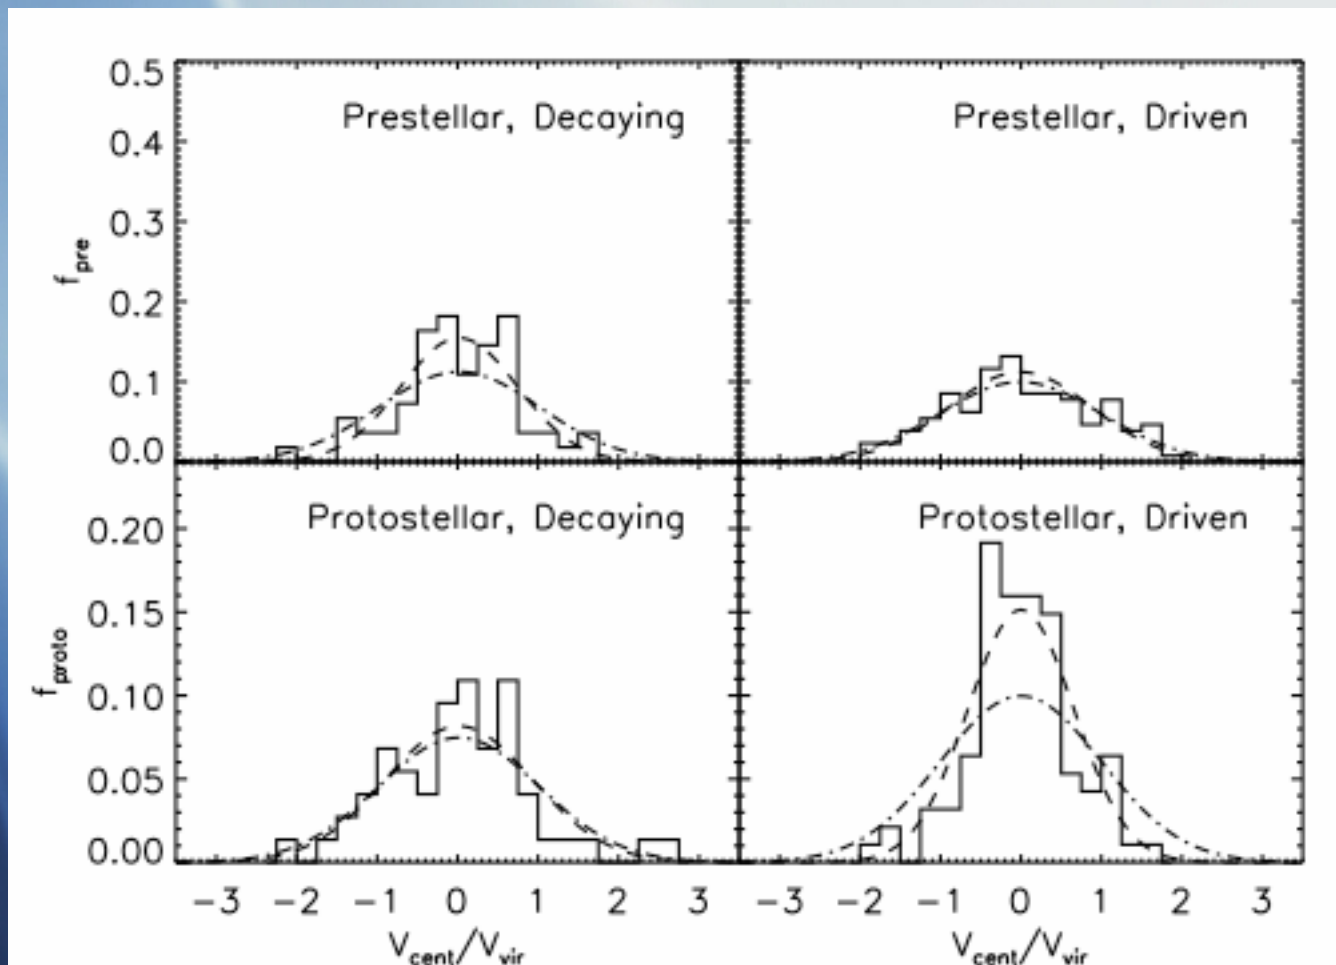 Prestellar, Decaying
Prestellar, Driven
0.5
0.4
0.3
0.2
0.1
0.0
f_pre
Protostellar, Decaying
Protostellar, Driven
0.20
0.15
0.10
0.05
0.00
f_proto
−3 −2 −1 0 1 2 3
−3 −2 −1 0 1 2 3
V_cent/V_vir
V_cent/V_vir